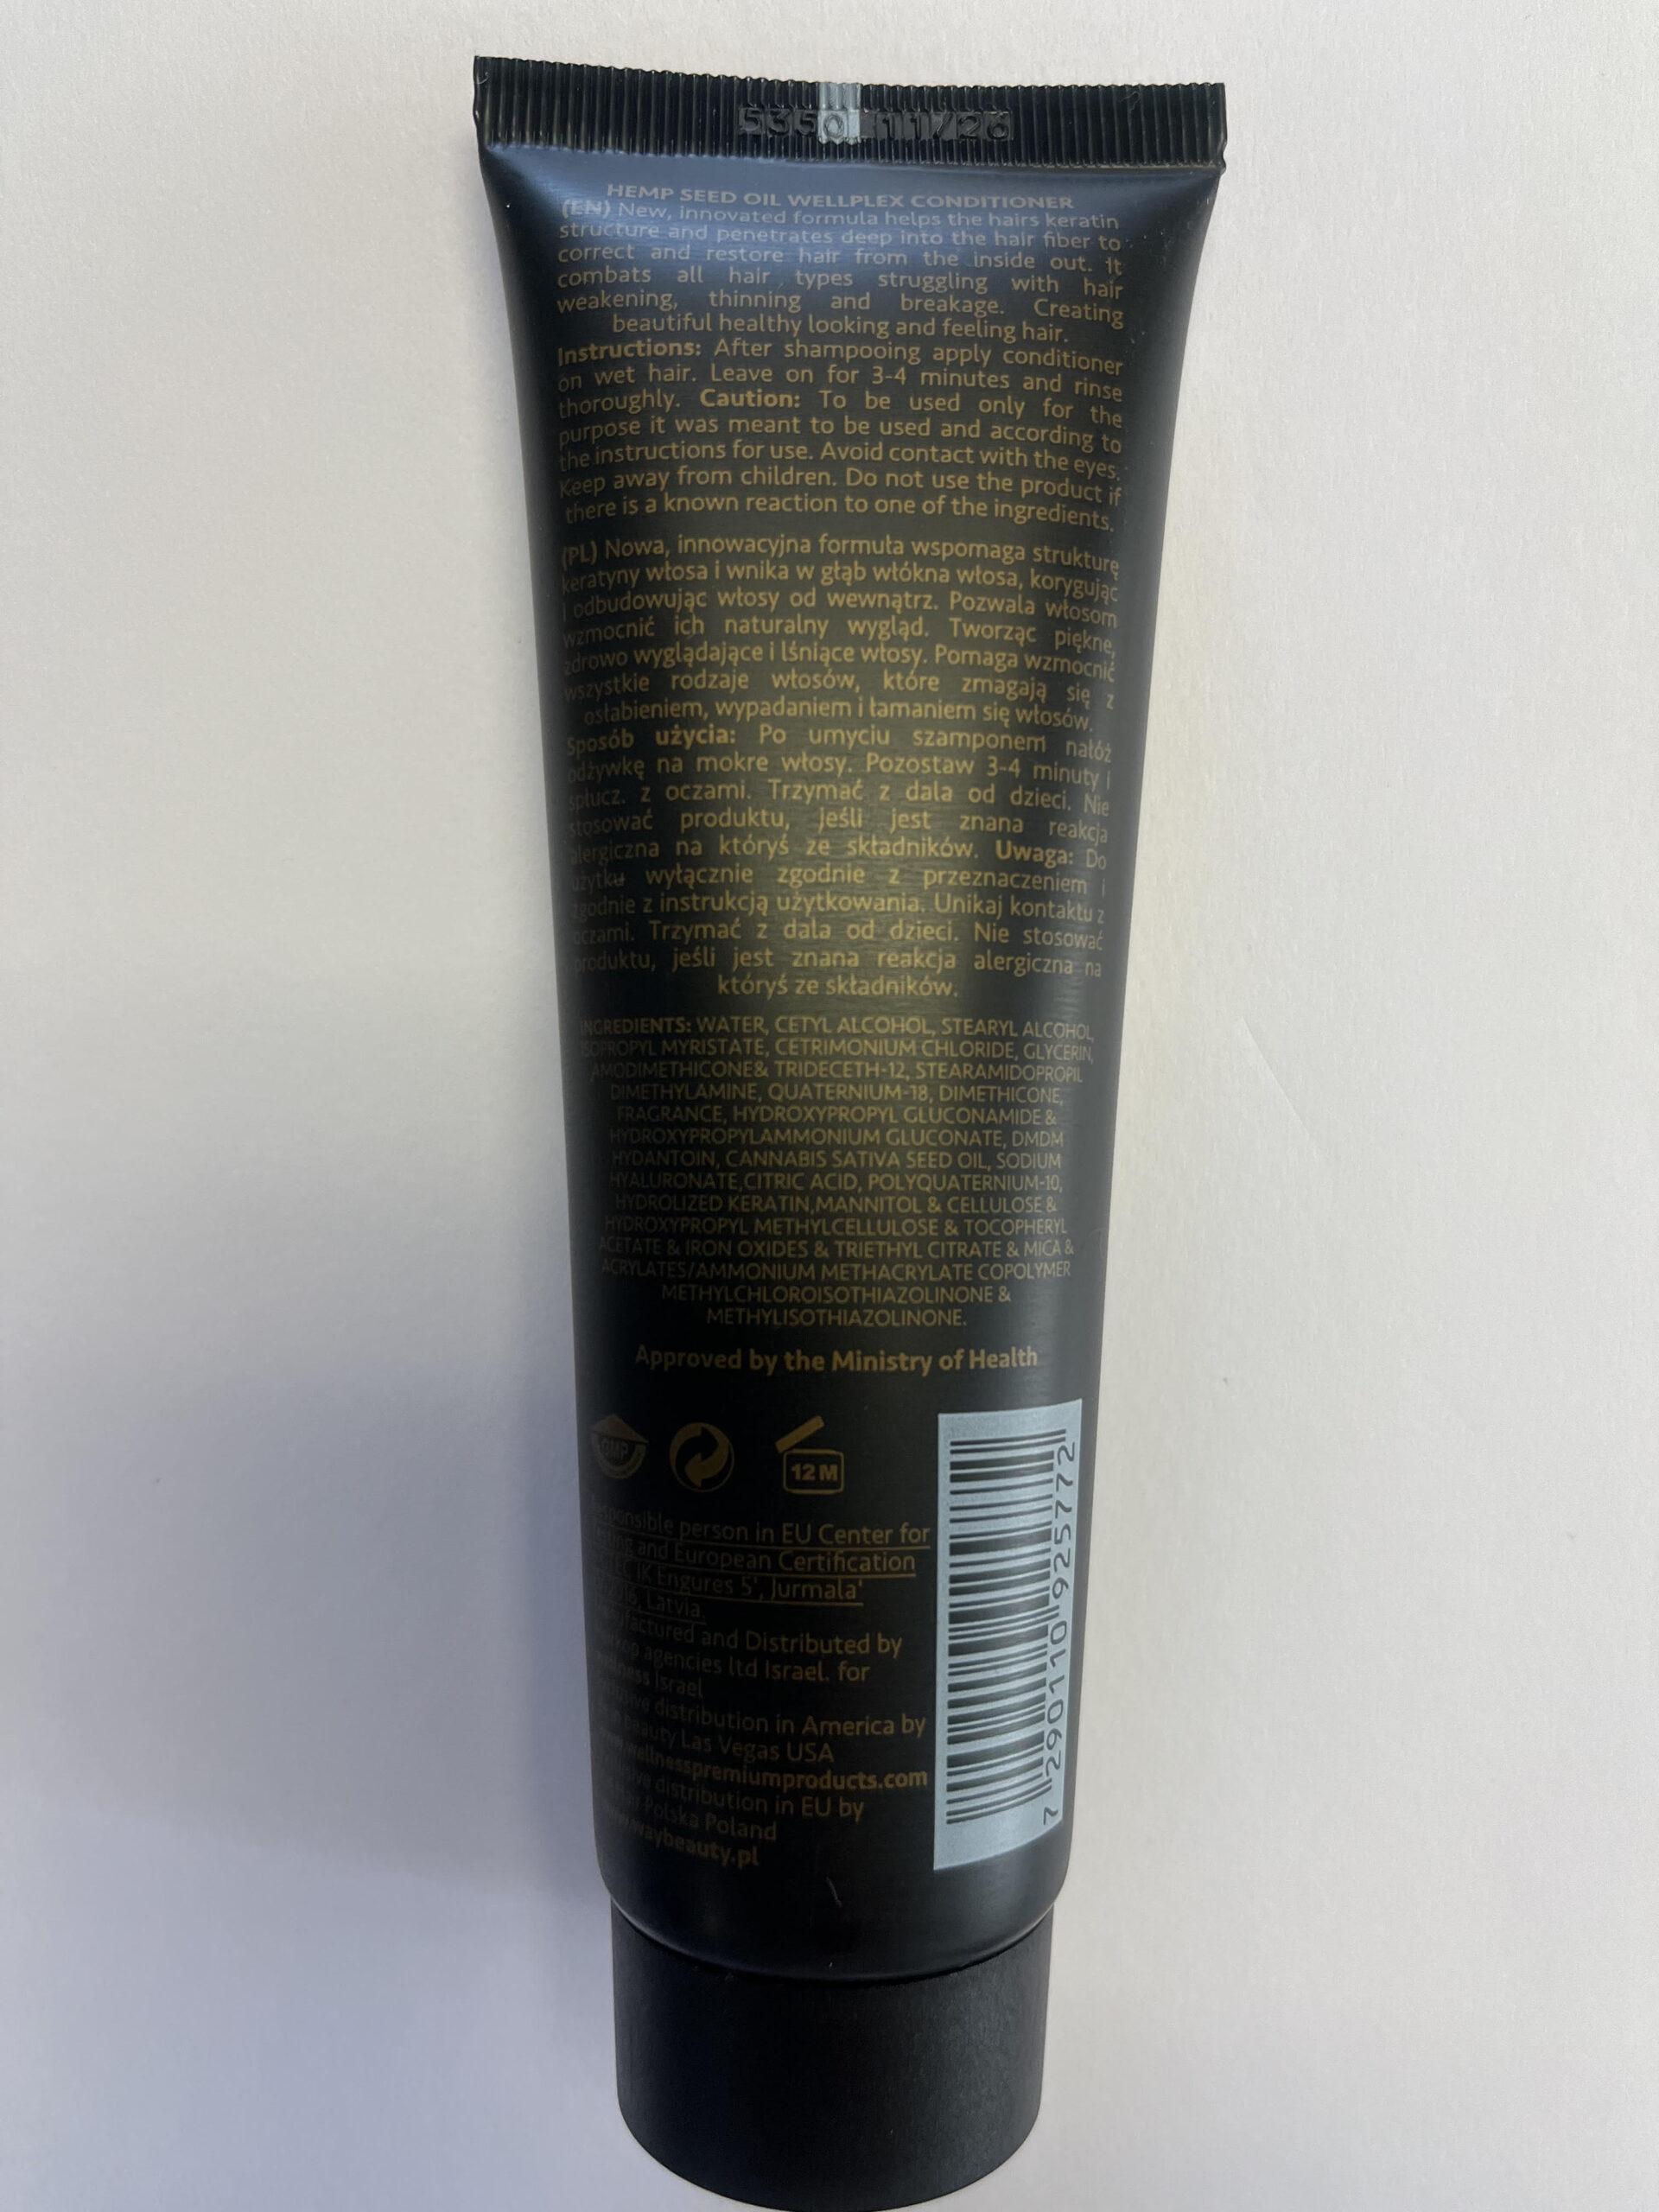 5350 11/26
HEMP SEED OIL WELLPLEX CONDITIONER
(EN) New, innovated formula helps the hairs keratin
structure and penetrates deep into the hair fiber to
correct and restore hair from the inside out. it
combats all hair types struggling with hair
weakening, thinning and breakage. Creating
beautiful healthy looking and feeling hair.
Instructions: After shampooing apply conditioner
on wet hair. Leave on for 3-4 minutes and rinse
thoroughly. Caution: To be used only for the
purpose it was meant to be used and according to
the instructions for use. Avoid contact with the eyes.
Keep away from children. Do not use the product if
there is a known reaction to one of the ingredients.
(PL) Nowa, innowacyjna formuła wspomaga strukturę
keratyny włosa i wnika w głąb włókna włosa, korygując
i odbudowując włosy od wewnątrz. Pozwala włosom
wzmocnić ich naturalny wygląd. Tworząc piękne,
zdrowo wyglądające i lśniące włosy. Pomaga wzmocnić
wszystkie rodzaje włosów, które zmagają się z
osłabieniem, wypadaniem i łamaniem się włosów.
Sposób użycia: Po umyciu szamponem nałóż
odżywkę na mokre włosy. Pozostaw 3-4 minuty i
spłucz. z oczami. Trzymać z dala od dzieci. Nie
stosować produktu, jeśli jest znana reakcja
alergiczna na któryś ze składników. Uwaga: Do
użytku wyłącznie zgodnie z przeznaczeniem i
zgodnie z instrukcją użytkowania. Unikaj kontaktu z
oczami. Trzymać z dala od dzieci. Nie stosować
produktu, jeśli jest znana reakcja alergiczna na
któryś ze składników.
INGREDIENTS: WATER, CETYL ALCOHOL, STEARYL ALCOHOL,
ISOPROPYL MYRISTATE, CETRIMONIUM CHLORIDE, GLYCERIN,
AMODIMETHICONE& TRIDECETH-12, STEARAMIDOPROPIL
DIMETHYLAMINE, QUATERNIUM-18, DIMETHICONE,
FRAGRANCE, HYDROXYPROPYL GLUCONAMIDE &
HYDROXYPROPYLAMMONIUM GLUCONATE, DMDM
HYDANTOIN, CANNABIS SATIVA SEED OIL, SODIUM
HYALURONATE,CITRIC ACID, POLYQUATERNIUM-10,
HYDROLIZED KERATIN,MANNITOL & CELLULOSE &
HYDROXYPROPYL METHYLCELLULOSE & TOCOPHERYL
ACETATE & IRON OXIDES & TRIETHYL CITRATE & MICA &
ACRYLATES/AMMONIUM METHACRYLATE COPOLYMER
METHYLCHLOROISOTHIAZOLINONE &
METHYLISOTHIAZOLINONE.
Approved by the Ministry of Health
GMP
12 M
Responsible person in EU Center for
and European Certification
Engures 5', Jurmala'
Latvia.
Manufactured and Distributed by
agencies ltd Israel. for
Wellness Israel
distribution in America by
beauty Las Vegas USA
www.wellnesspremiumproducts.com
distribution in EU by
Polska Poland
www.waybeauty.pl
7 290110 925772